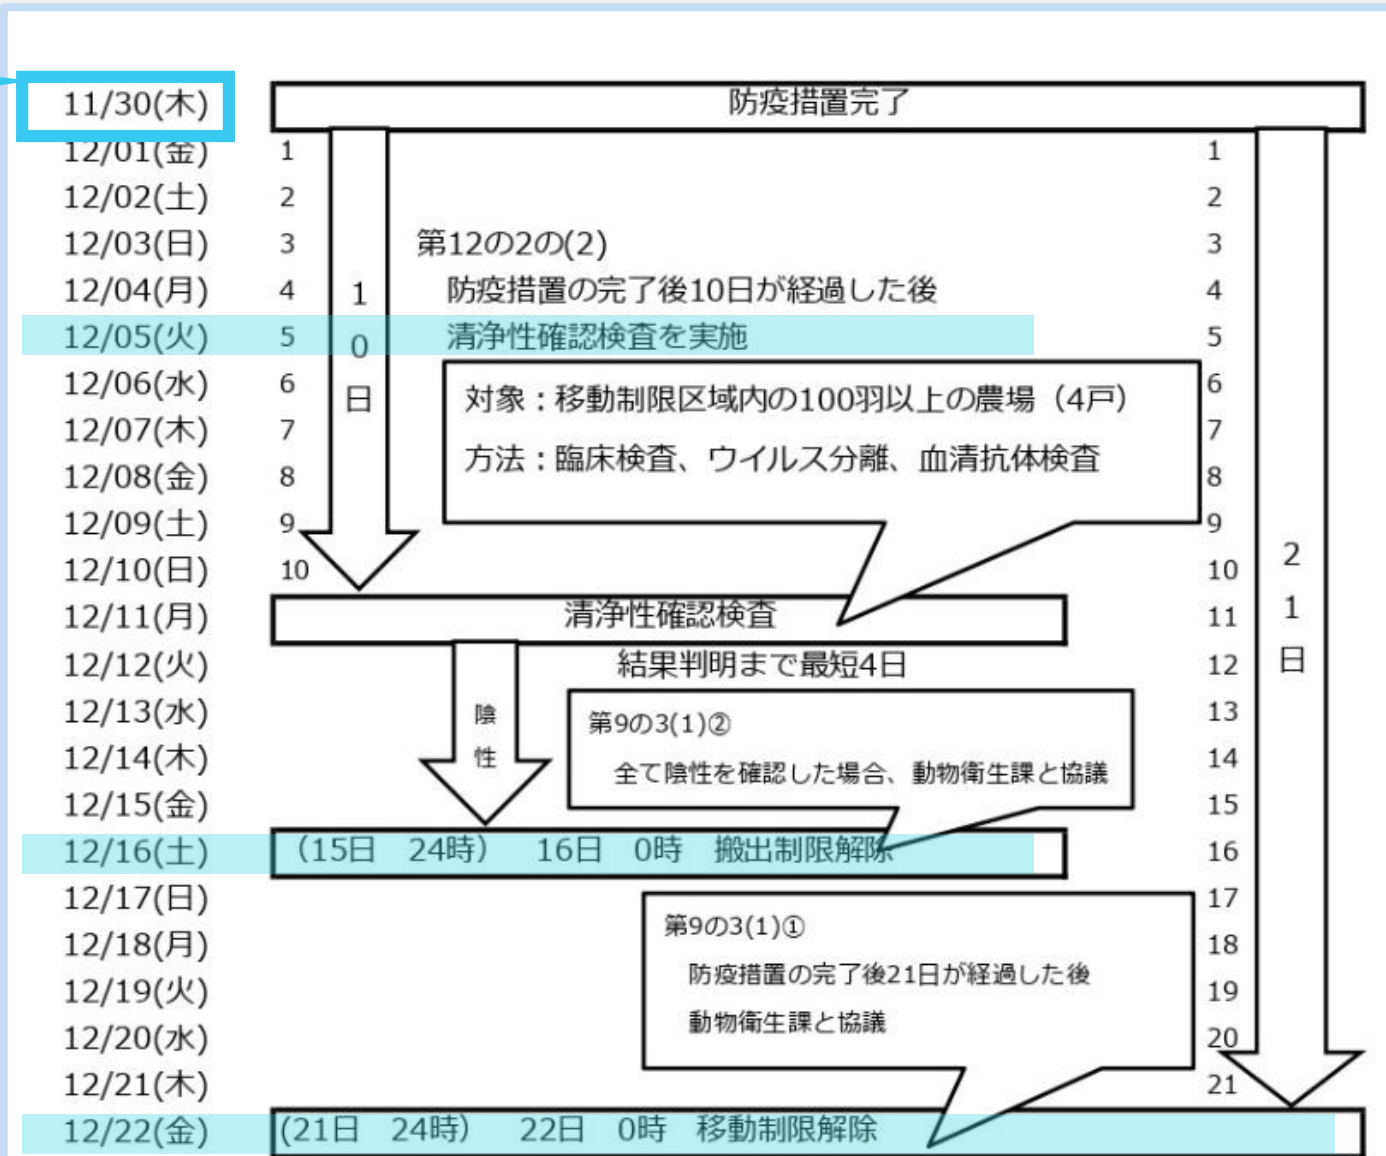 11/30(木) 防疫措置完了
12/01(金) 1 1
12/02(土) 2 2
12/03(日) 3 第12の2の(2) 3
12/04(月) 4 防疫措置の完了後10日が経過した後 4
12/05(火) 5 清浄性確認検査を実施 5
12/06(水) 6 対象：移動制限区域内の100羽以上の農場（4戸） 6
12/07(木) 7 7
12/08(金) 8 方法：臨床検査、ウイルス分離、血清抗体検査 8
12/09(土) 9 9
12/10(日) 10 10
10日
12/11(月) 清浄性確認検査 11
12/12(火) 結果判明まで最短4日 12
12/13(水) 第9の3(1)② 13
12/14(木) 全て陰性を確認した場合、動物衛生課と協議 14
陰性
12/15(金) 15
12/16(土) （15日 24時） 16日 0時 搬出制限解除 16
12/17(日) 17
第9の3(1)①
12/18(月) 18
防疫措置の完了後21日が経過した後
12/19(火) 19
動物衛生課と協議
12/20(水) 20
12/21(木) 21
21日
12/22(金) (21日 24時） 22日 0時 移動制限解除